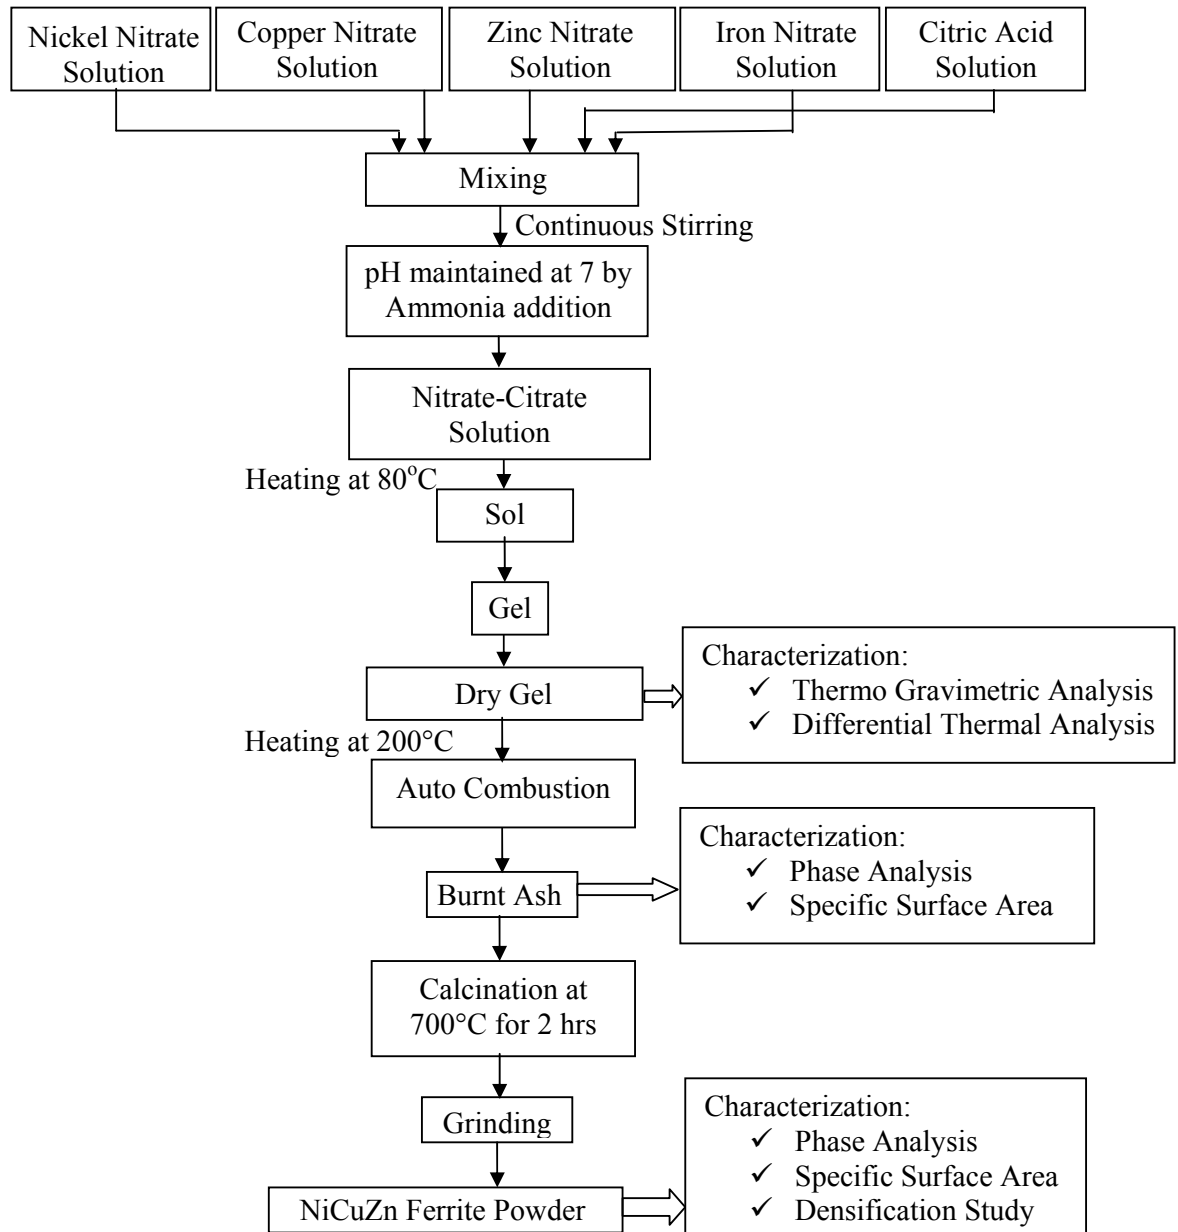 Nickel Nitrate
Solution
Copper Nitrate
Solution
Zinc Nitrate
Solution
Iron Nitrate
Solution
Citric Acid
Solution
Mixing
Continuous Stirring
pH maintained at 7 by
Ammonia addition
Nitrate-Citrate
Solution
Heating at 80°C
Sol
Gel
Dry Gel
Characterization:
✓ Thermo Gravimetric Analysis
✓ Differential Thermal Analysis
Heating at 200°C
Auto Combustion
Burnt Ash
Characterization:
✓ Phase Analysis
✓ Specific Surface Area
Calcination at
700°C for 2 hrs
Grinding
NiCuZn Ferrite Powder
Characterization:
✓ Phase Analysis
✓ Specific Surface Area
✓ Densification Study